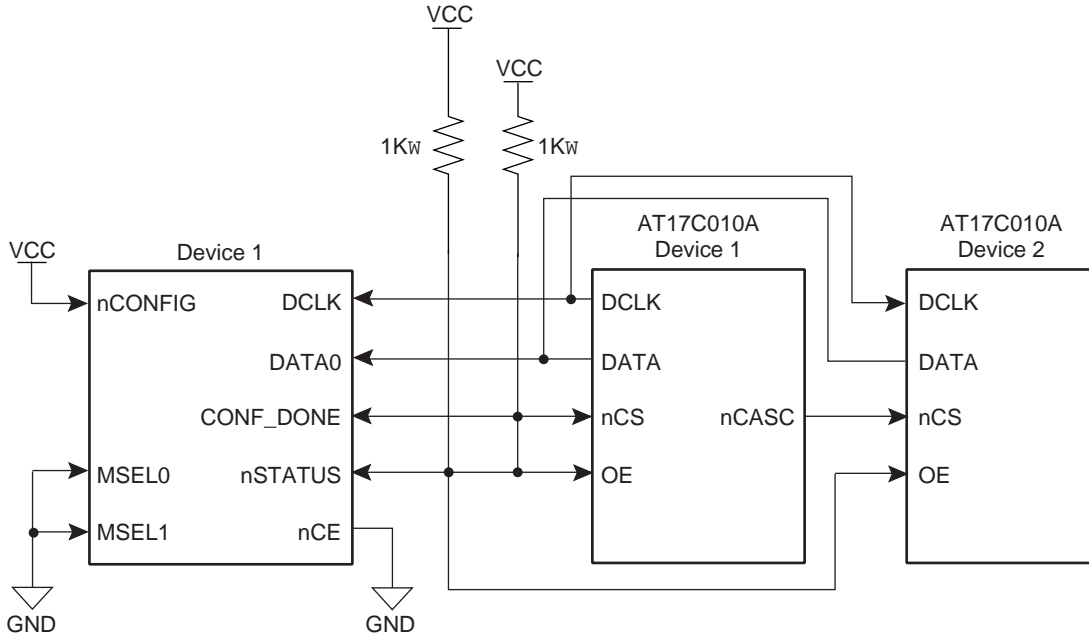 VCC
VCC
1KW
1KW
AT17C010A
Device 1
AT17C010A
Device 2
VCC
Device 1
nCONFIG
DCLK
DCLK
DCLK
DATA0
DATA
DATA
CONF_DONE
nCS
nCASC
nCS
MSEL0
nSTATUS
OE
OE
MSEL1
nCE
GND
GND